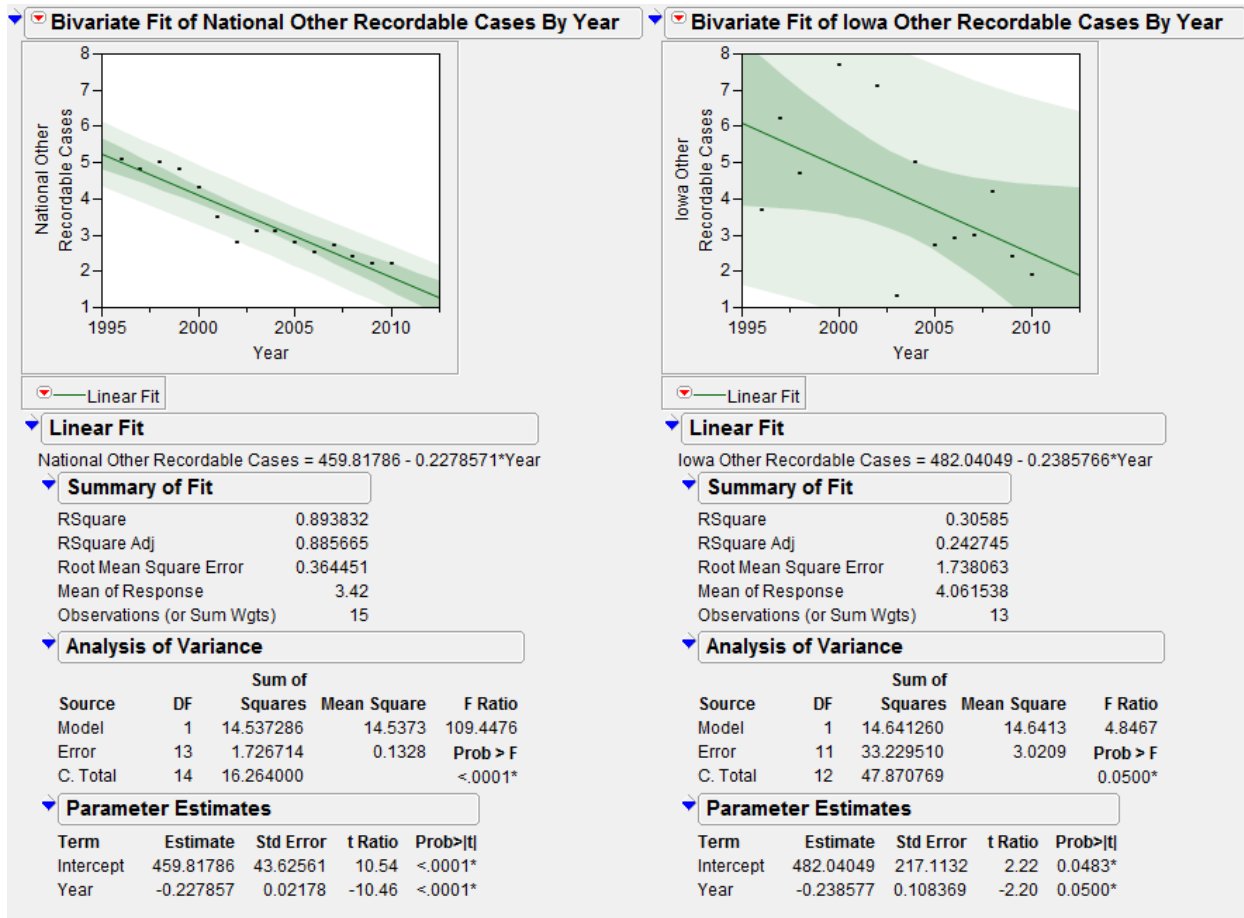 Bivariate Fit of National Other Recordable Cases By Year
8
7
6
5
4
3
2
1
National Other
Recordable Cases
1995 2000 2005 2010
Year
Linear Fit
Linear Fit
National Other Recordable Cases = 459.81786 - 0.2278571*Year
Summary of Fit
RSquare 0.893832
RSquare Adj 0.885665
Root Mean Square Error 0.364451
Mean of Response 3.42
Observations (or Sum Wgts) 15
Analysis of Variance
Sum of
Source DF Squares Mean Square F Ratio
Model 1 14.537286 14.5373 109.4476
Error 13 1.726714 0.1328 Prob > F
C. Total 14 16.264000 <.0001*
Parameter Estimates
Term Estimate Std Error t Ratio Prob>|t|
Intercept 459.81786 43.62561 10.54 <.0001*
Year -0.227857 0.02178 -10.46 <.0001*
Bivariate Fit of Iowa Other Recordable Cases By Year
8
7
6
5
4
3
2
1
Iowa Other
Recordable Cases
1995 2000 2005 2010
Year
Linear Fit
Linear Fit
Iowa Other Recordable Cases = 482.04049 - 0.2385766*Year
Summary of Fit
RSquare 0.30585
RSquare Adj 0.242745
Root Mean Square Error 1.738063
Mean of Response 4.061538
Observations (or Sum Wgts) 13
Analysis of Variance
Sum of
Source DF Squares Mean Square F Ratio
Model 1 14.641260 14.6413 4.8467
Error 11 33.229510 3.0209 Prob > F
C. Total 12 47.870769 0.0500*
Parameter Estimates
Term Estimate Std Error t Ratio Prob>|t|
Intercept 482.04049 217.1132 2.22 0.0483*
Year -0.238577 0.108369 -2.20 0.0500*